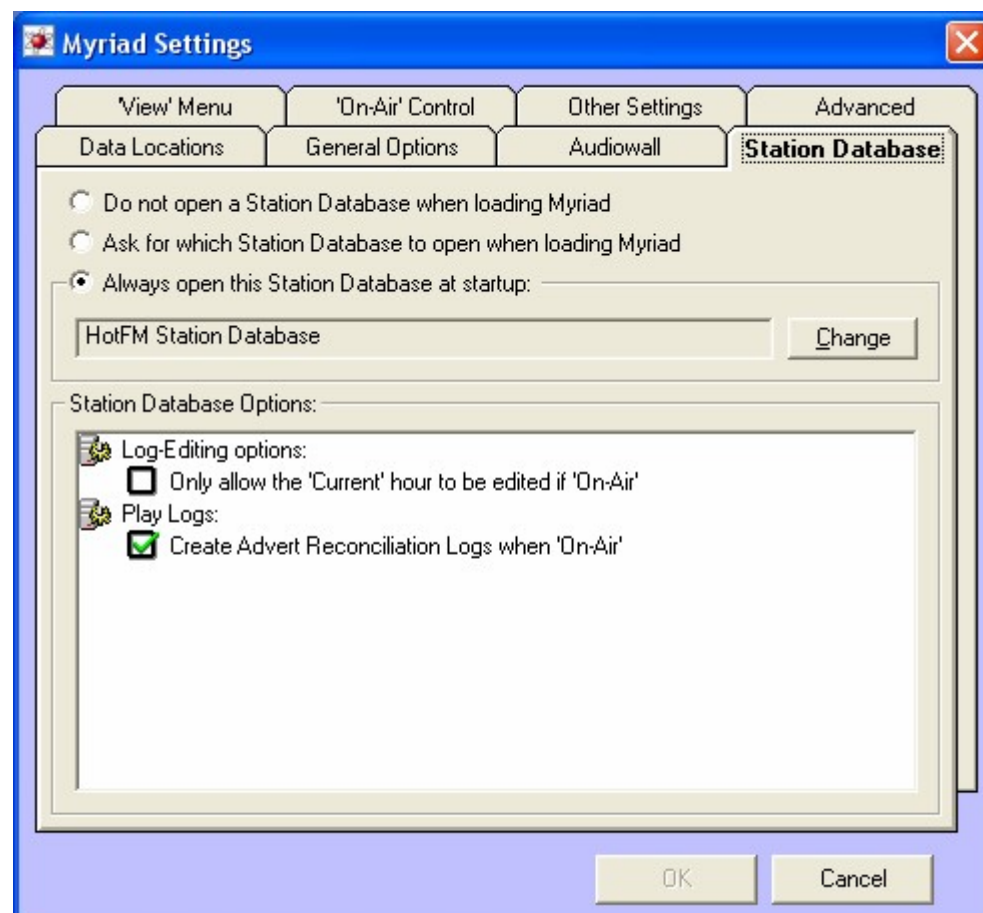 Myriad Settings
'View' Menu
'On-Air' Control
Other Settings
Advanced
Data Locations
General Options
Audiowall
Station Database
Do not open a Station Database when loading Myriad
Ask for which Station Database to open when loading Myriad
Always open this Station Database at startup:
HotFM Station Database
Change
Station Database Options:
Log-Editing options:
Only allow the 'Current' hour to be edited if 'On-Air'
Play Logs:
Create Advert Reconciliation Logs when 'On-Air'
OK
Cancel